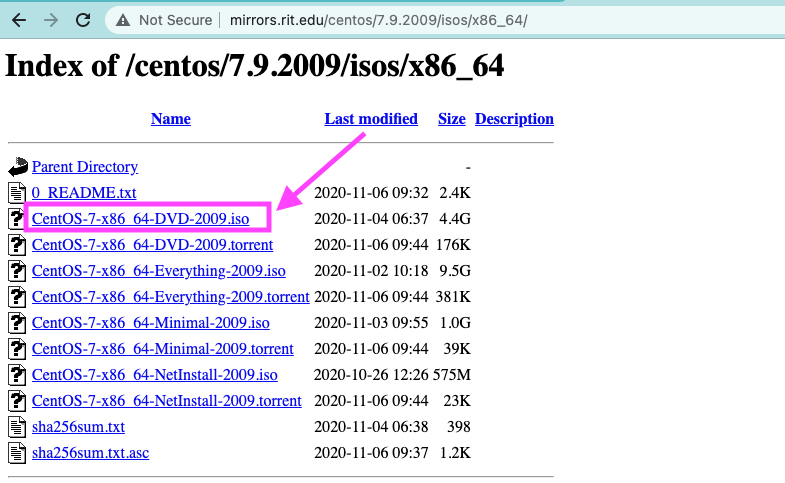 Not Secure mirrors.rit.edu/centos/7.9.2009/isos/x86_64/
Index of /centos/7.9.2009/isos/x86_64
Name Last modified Size Description
Parent Directory -
0_README.txt 2020-11-06 09:32 2.4K
CentOS-7-x86_64-DVD-2009.iso 2020-11-04 06:37 4.4G
CentOS-7-x86_64-DVD-2009.torrent 2020-11-06 09:44 176K
CentOS-7-x86_64-Everything-2009.iso 2020-11-02 10:18 9.5G
CentOS-7-x86_64-Everything-2009.torrent 2020-11-06 09:44 381K
CentOS-7-x86_64-Minimal-2009.iso 2020-11-03 09:55 1.0G
CentOS-7-x86_64-Minimal-2009.torrent 2020-11-06 09:44 39K
CentOS-7-x86_64-NetInstall-2009.iso 2020-10-26 12:26 575M
CentOS-7-x86_64-NetInstall-2009.torrent 2020-11-06 09:44 23K
sha256sum.txt 2020-11-04 06:38 398
sha256sum.txt.asc 2020-11-06 09:37 1.2K